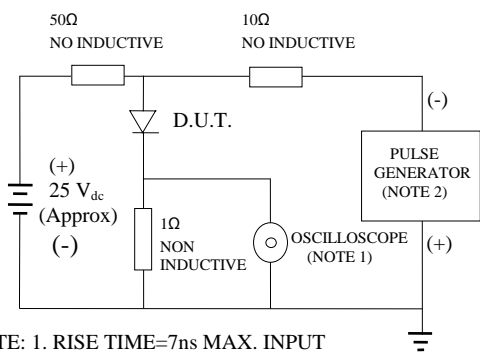 50Ω
NO INDUCTIVE
10Ω
NO INDUCTIVE
(-)
D.U.T.
PULSE
GENERATOR
(NOTE 2)
(+)
25 Vdc
(Approx)
(-)
1Ω
NON
INDUCTIVE
OSCILLOSCOPE
(NOTE 1)
(+)
TE: 1. RISE TIME=7ns MAX. INPUT